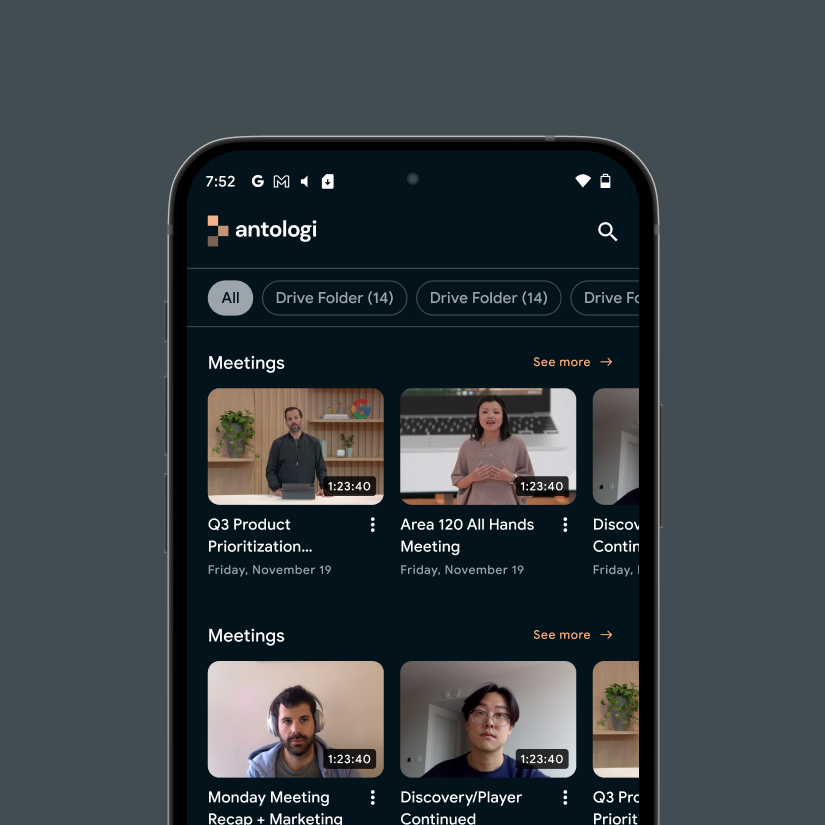 7:52
antologi
All
Drive Folder (14)
Drive Folder (14)
Drive Fo
Meetings
See more →
1:23:40
1:23:40
Q3 Product
Prioritization...
Friday, November 19
Area 120 All Hands
Meeting
Friday, November 19
Discov
Contin
Friday,
Meetings
See more →
1:23:40
1:23:40
Monday Meeting
Recap + Marketing
Discovery/Player
Continued
Q3 Pro
Priorit